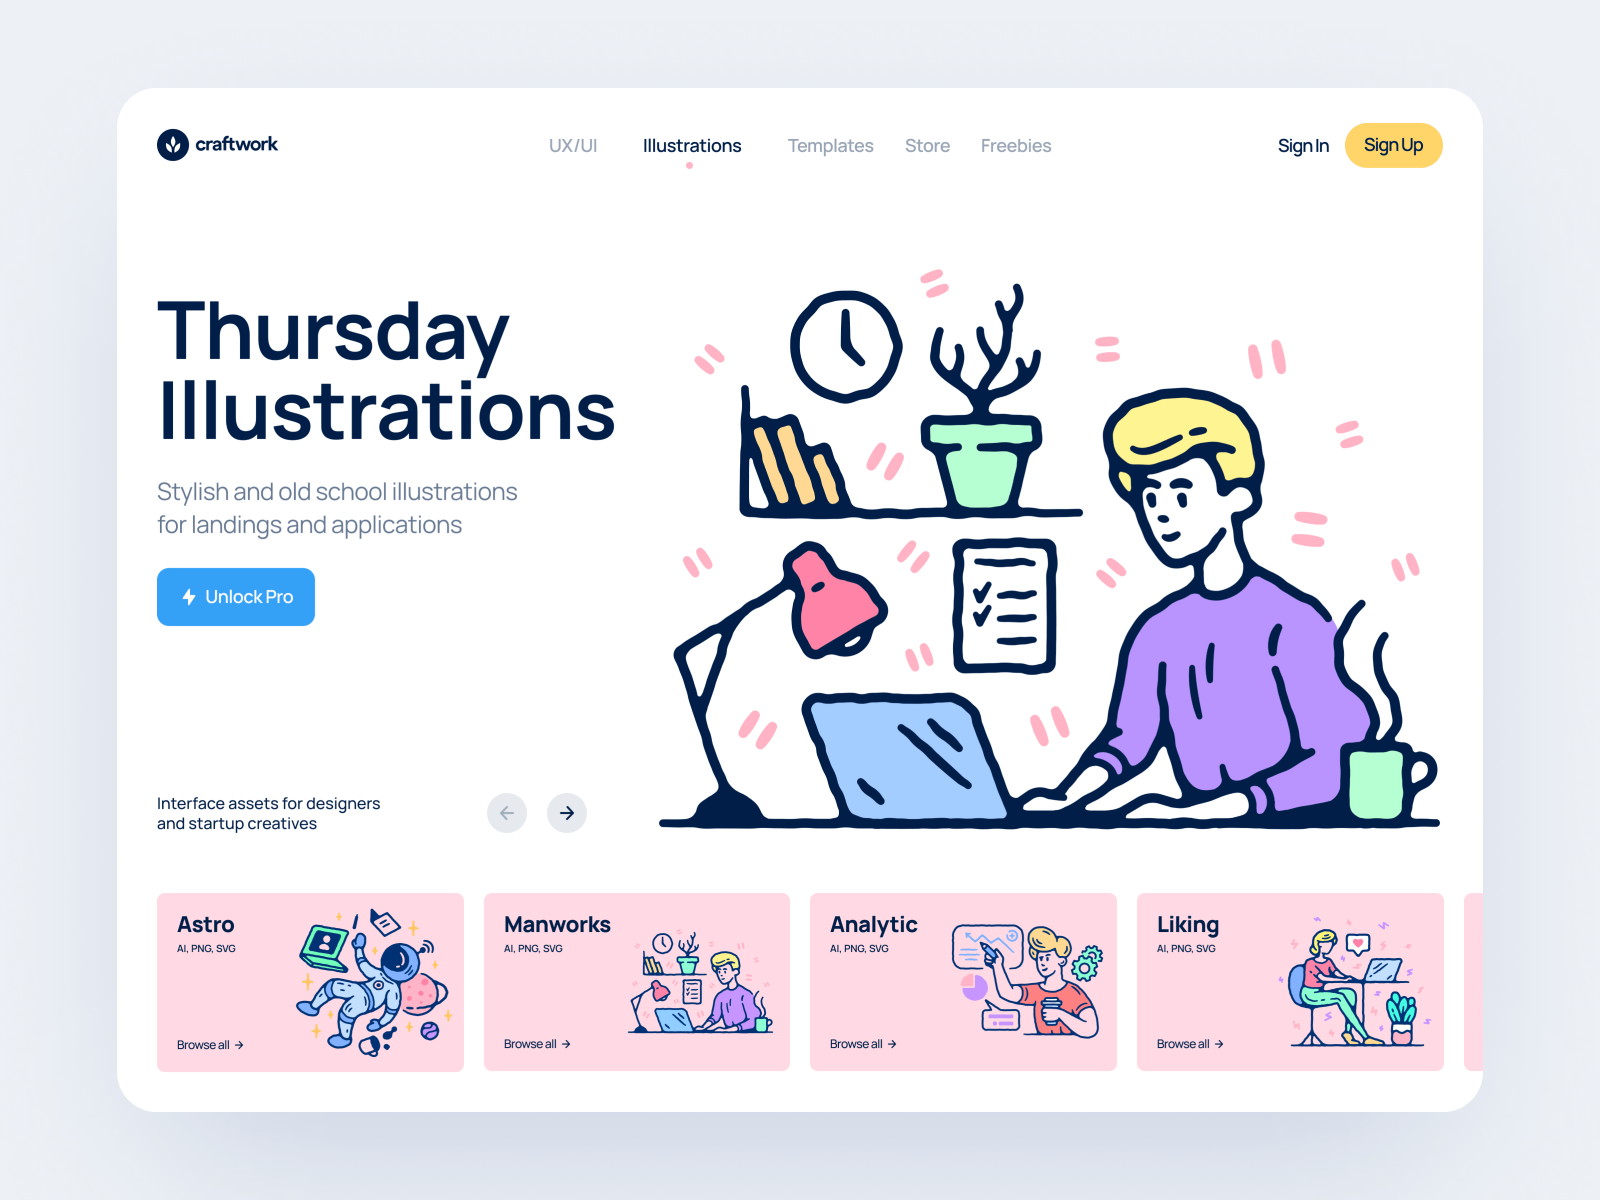 craftwork
UX/UI Illustrations Templates Store Freebies
Sign In Sign Up
Thursday
Illustrations
Stylish and old school illustrations
for landings and applications
Unlock Pro
Interface assets for designers
and startup creatives
Astro
AI, PNG, SVG
Browse all
Manworks
AI, PNG, SVG
Browse all
Analytic
AI, PNG, SVG
Browse all
Liking
AI, PNG, SVG
Browse all